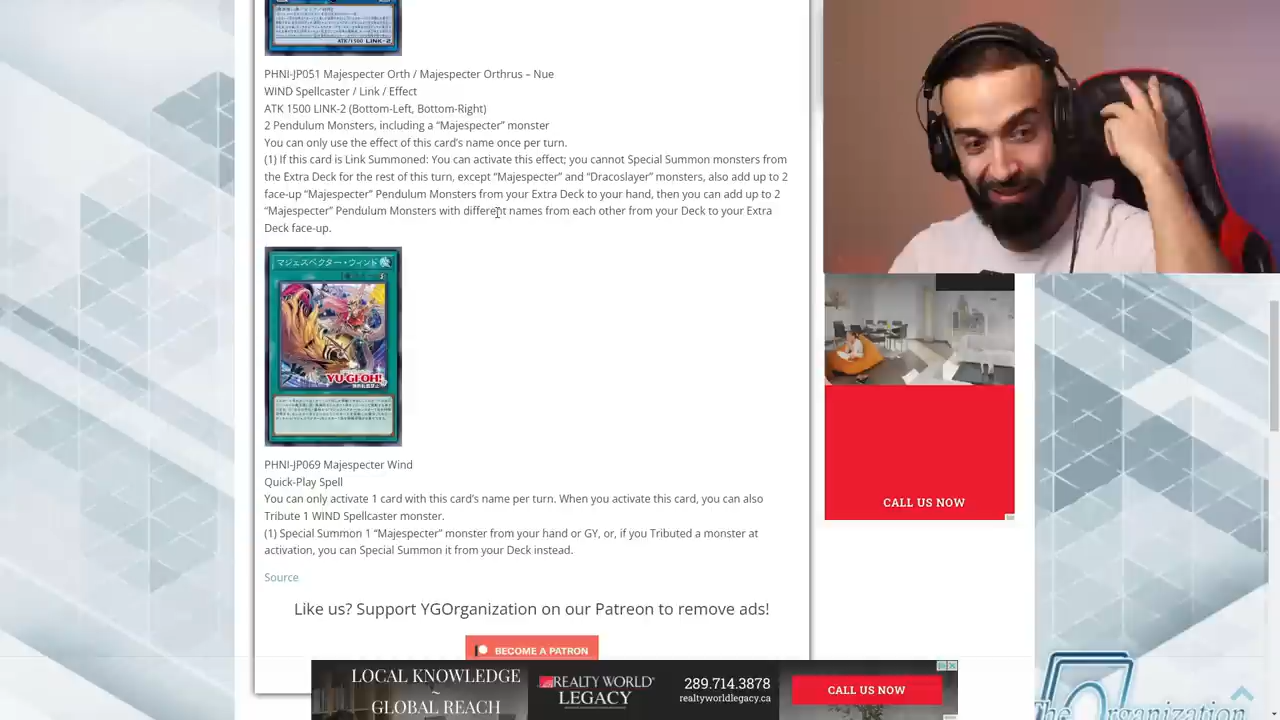 ATK/1500 LINK-2
PHNI-JP051 Majespecter Orth / Majespecter Orthrus – Nue
WIND Spellcaster / Link / Effect
ATK 1500 LINK-2 (Bottom-Left, Bottom-Right)
2 Pendulum Monsters, including a “Majespecter” monster
You can only use the effect of this card’s name once per turn.
(1) If this card is Link Summoned: You can activate this effect; you cannot Special Summon monsters from
the Extra Deck for the rest of this turn, except “Majespecter” and “Dracoslayer” monsters, also add up to 2
face-up “Majespecter” Pendulum Monsters from your Extra Deck to your hand, then you can add up to 2
“Majespecter” Pendulum Monsters with different names from each other from your Deck to your Extra
Deck face-up.
マジェスペクター・ウィンド
YU-GI-OH!
PHNI-JP069 Majespecter Wind
Quick-Play Spell
You can only activate 1 card with this card’s name per turn. When you activate this card, you can also
Tribute 1 WIND Spellcaster monster.
(1) Special Summon 1 “Majespecter” monster from your hand or GY, or, if you Tributed a monster at
activation, you can Special Summon it from your Deck instead.
Source
Like us? Support YGOrganization on our Patreon to remove ads!
BECOME A PATRON
CALL US NOW
LOCAL KNOWLEDGE
~
GLOBAL REACH
REALTY WORLD
LEGACY
289.714.3878
realtyworldlegacy.ca
CALL US NOW
The Organization